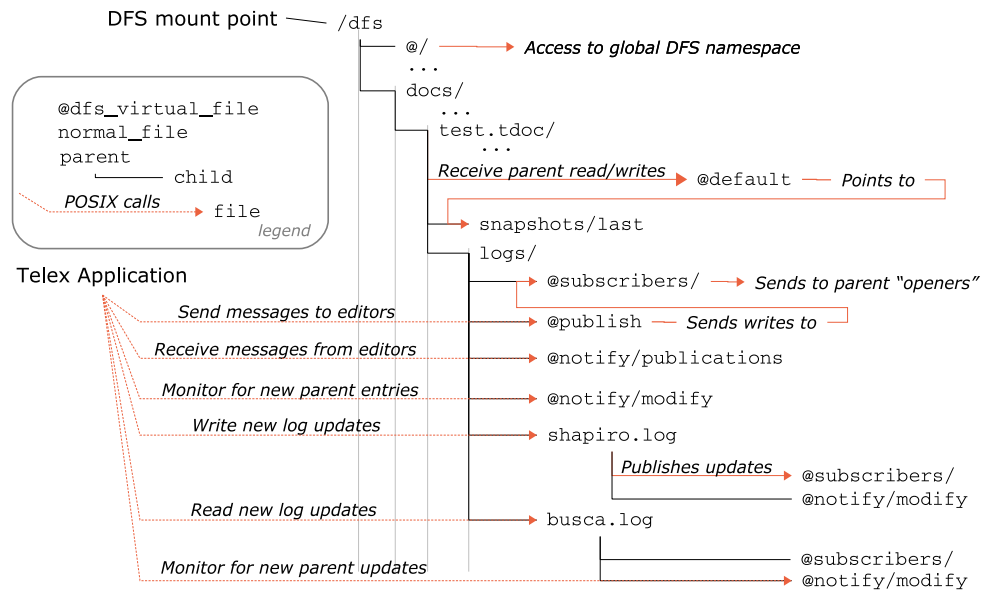 DFS mount point
/dfs
@/
Access to global DFS namespace
...
docs/
...
test.tdoc/
...
@dfs_virtual_file
normal_file
parent
child
POSIX calls
file
legend
Receive parent read/writes
@default
Points to
snapshots/last
logs/
Telex Application
@subscribers/
Sends to parent “openers”
Send messages to editors
@publish
Sends writes to
Receive messages from editors
@notify/publications
Monitor for new parent entries
@notify/modify
Write new log updates
shapiro.log
Publishes updates
@subscribers/
@notify/modify
Read new log updates
busca.log
@subscribers/
Monitor for new parent updates
@notify/modify